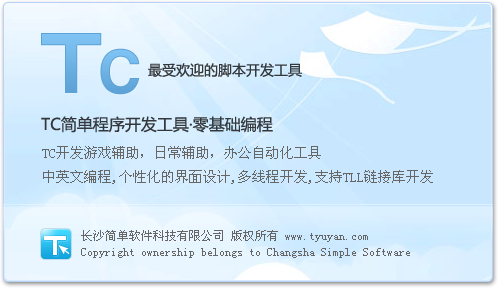 Tc 最受欢迎的脚本开发工具
TC简单程序开发工具·零基础编程
TC开发游戏辅助，日常辅助，办公自动化工具
中英文编程,个性化的界面设计,多线程开发,支持TLL链接库开发
长沙简单软件科技有限公司 版权所有 www.tyuyan.com
Copyright ownership belongs to Changsha Simple Software